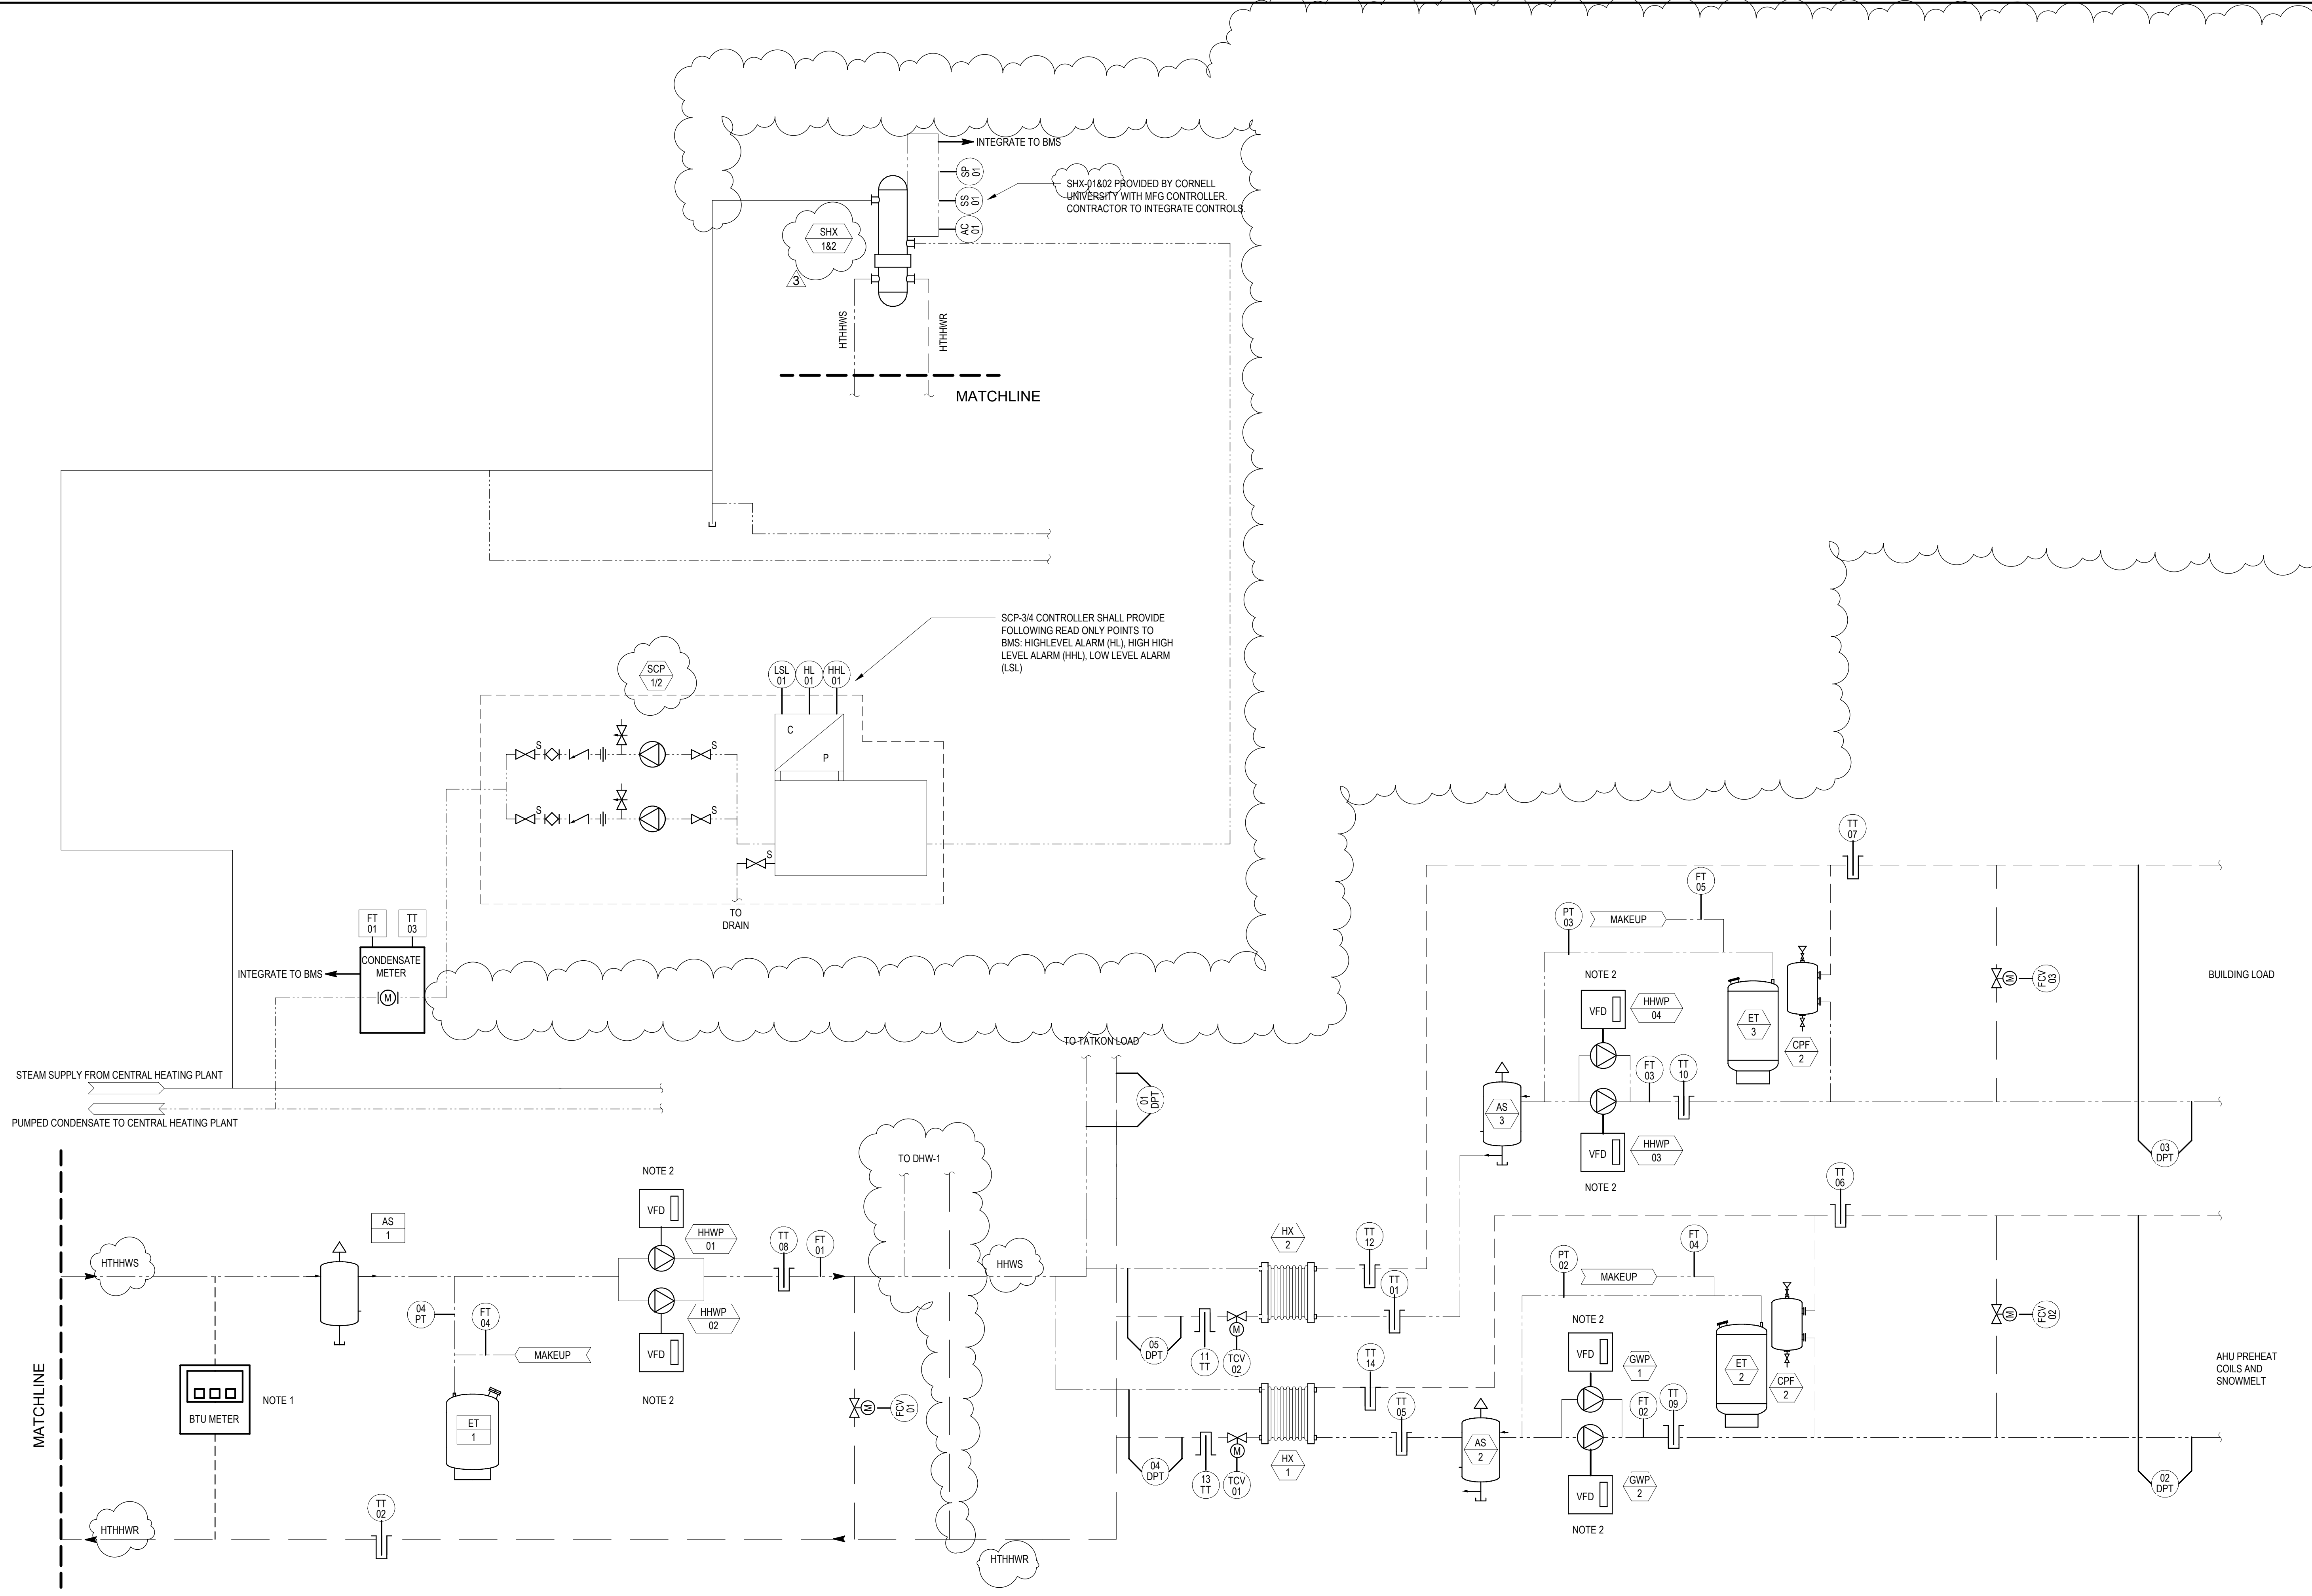 INTEGRATE TO BMS
SP
01
SS
01
AC
01
SHX-01&02 PROVIDED BY CORNELL
UNIVERSITY WITH MFG CONTROLLER.
CONTRACTOR TO INTEGRATE CONTROLS.
SHX
1&2
3
HTHHWS
HTHHWR
MATCHLINE
SCP-3/4 CONTROLLER SHALL PROVIDE
FOLLOWING READ ONLY POINTS TO
BMS: HIGHLEVEL ALARM (HL), HIGH HIGH
LEVEL ALARM (HHL), LOW LEVEL ALARM
(LSL)
SCP
1/2
LSL
01
HL
01
HHL
01
C
P
S
S
S
S
S
TO
DRAIN
FT
01
TT
03
CONDENSATE
METER
M
INTEGRATE TO BMS
STEAM SUPPLY FROM CENTRAL HEATING PLANT
PUMPED CONDENSATE TO CENTRAL HEATING PLANT
TT
07
FT
05
PT
03
MAKEUP
NOTE 2
VFD
HHWP
04
ET
3
CPF
2
M
FCV
03
BUILDING LOAD
FT
03
TT
10
AS
3
VFD
HHWP
03
NOTE 2
03
DPT
TO TATKON LOAD
01
DPT
TO DHW-1
MATCHLINE
HTHHWS
AS
1
NOTE 2
VFD
HHWP
01
HHWP
02
VFD
NOTE 2
TT
08
FT
01
HHWS
04
PT
FT
04
MAKEUP
BTU METER
NOTE 1
ET
1
M
FCV
01
HTHHWR
TT
02
HTHHWR
HX
2
TT
12
TT
01
05
DPT
11
TT
M
TCV
02
TT
14
TT
05
04
DPT
13
TT
M
TCV
01
HX
1
TT
06
FT
04
PT
02
MAKEUP
NOTE 2
VFD
GWP
1
ET
2
CPF
2
M
FCV
02
AHU PREHEAT
COILS AND
SNOWMELT
FT
02
TT
09
AS
2
VFD
GWP
2
NOTE 2
02
DPT